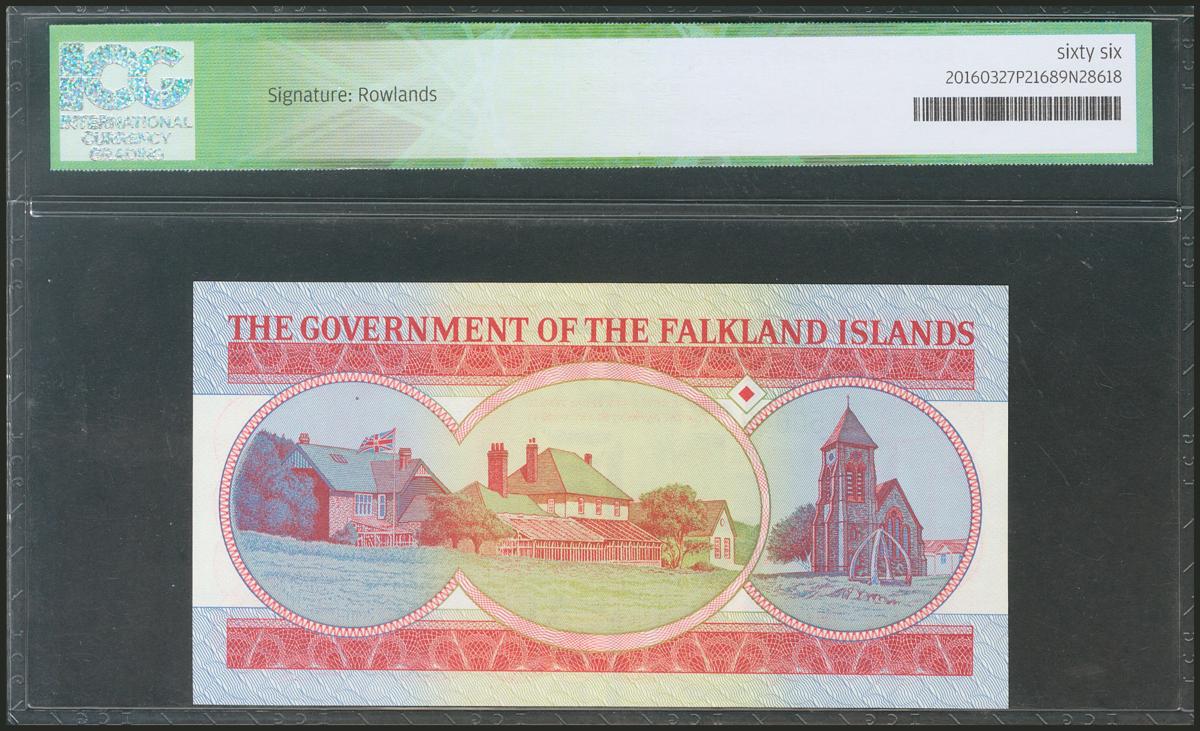 ICG
INTERNATIONAL
CURRENCY
GRADING
Signature: Rowlands
sixty six
20160327P21689N28618
THE GOVERNMENT OF THE FALKLAND ISLANDS